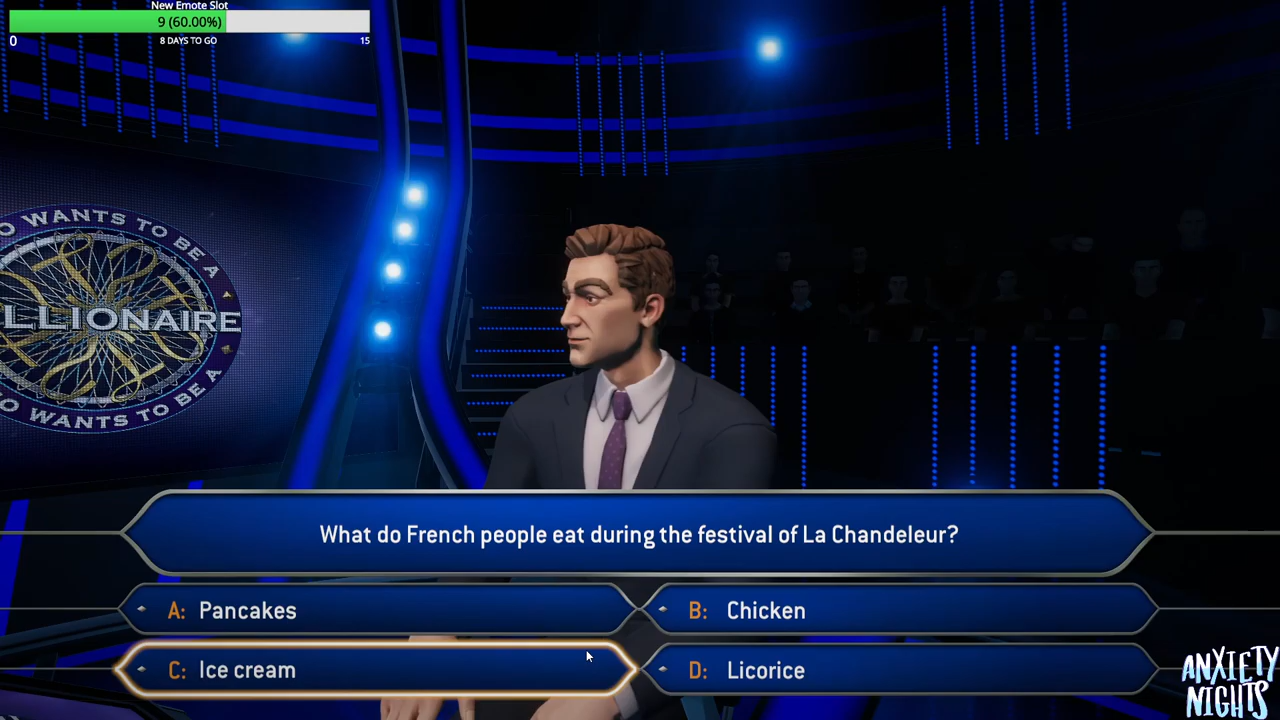 New Emote Slot
9 (60.00%)
0
8 DAYS TO GO
15
O WANTS TO BE A
LLIONAIRE
O WANTS TO BE A
What do French people eat during the festival of La Chandeleur?
A: Pancakes
B: Chicken
C: Ice cream
D: Licorice
ANXIETY
NIGHTS